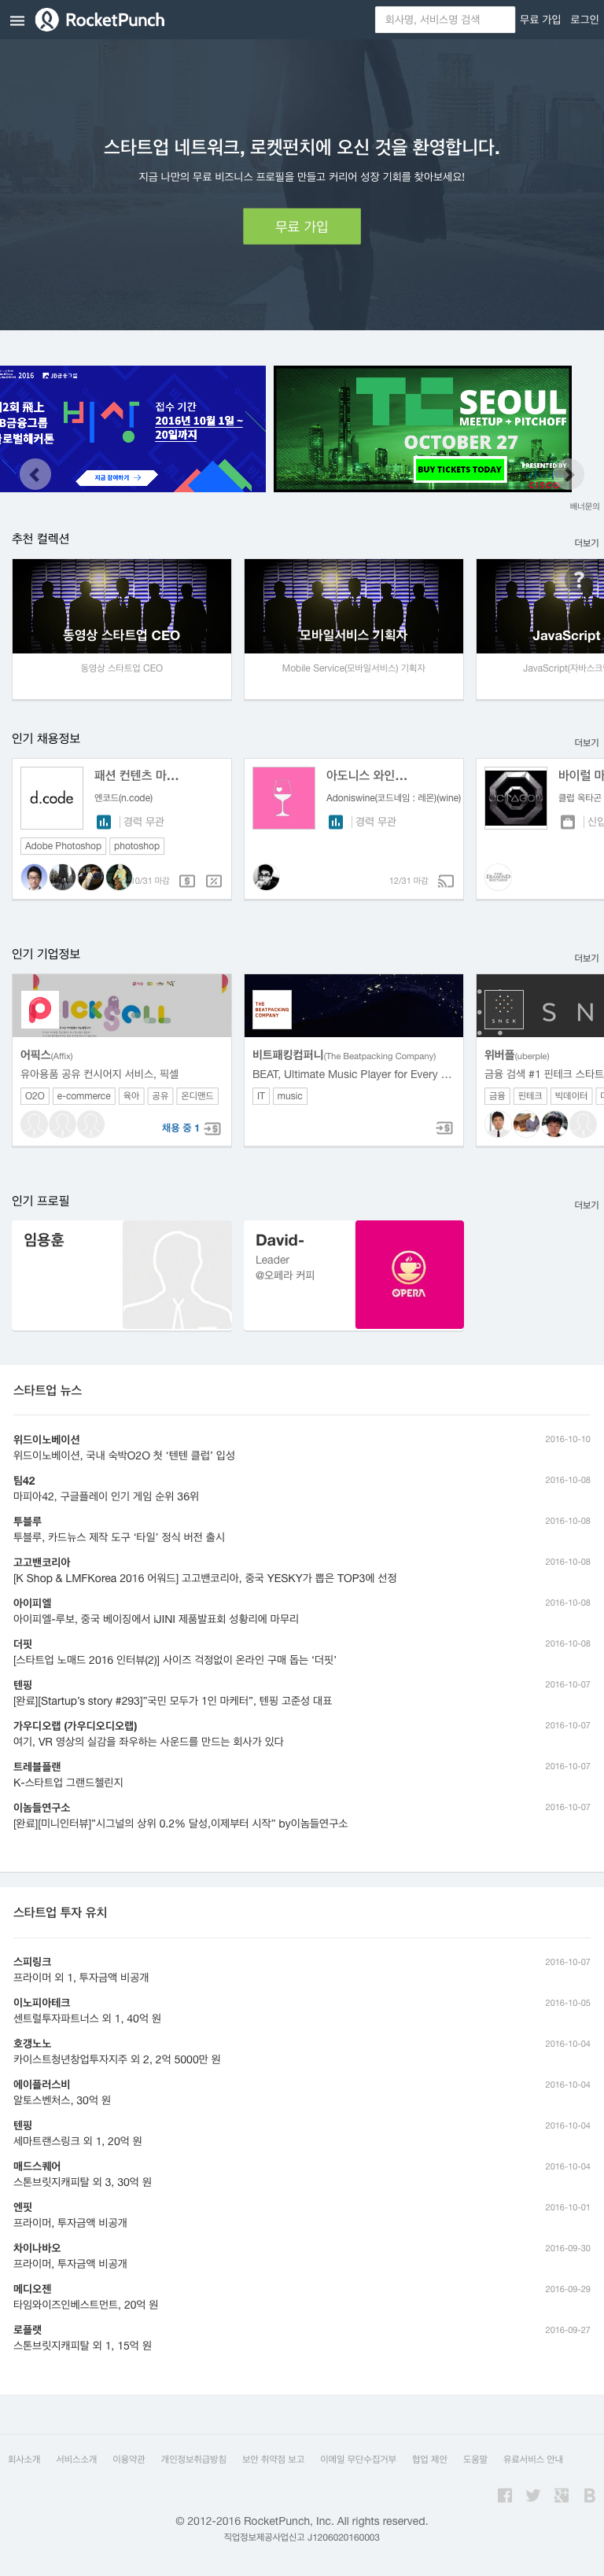 RocketPunch
회사명, 서비스명 검색
무료 가입
로그인
스타트업 네트워크, 로켓펀치에 오신 것을 환영합니다.
지금 나만의 무료 비즈니스 프로필을 만들고 커리어 성장 기회를 찾아보세요!
무료 가입
2016 JB금융그룹
제2회 飛上
JB금융그룹
글로벌해커톤
비상
접수 기간
2016년 10월 1일 ~
20일까지
지금 참여하기 →
TC SEOUL
MEETUP + PITCHOFF
OCTOBER 27
BUY TICKETS TODAY
PRESENTED BY
배너문의
추천 컬렉션
더보기
동영상 스타트업 CEO
동영상 스타트업 CEO
모바일서비스 기획자
Mobile Service(모바일서비스) 기획자
?
JavaScript
JavaScript(자바스크
인기 채용정보
더보기
d.code
패션 컨텐츠 마...
엔코드(n.code)
경력 무관
Adobe Photoshop
photoshop
0/31 마감
아도니스 와인...
Adoniswine(코드네임 : 레몬)(wine)
경력 무관
12/31 마감
OCTAGON
바이럴 마
클럽 옥타곤
신입
인기 기업정보
더보기
PICKSELL
어픽스(Affix)
유아용품 공유 컨시어지 서비스, 픽셀
O2O
e-commerce
육아
공유
온디맨드
채용 중 1
THE
BEATPACKING
COMPANY
비트패킹컴퍼니(The Beatpacking Company)
BEAT, Ultimate Music Player for Every ...
IT
music
SNEK
S N
위버플(uberple)
금융 검색 #1 핀테크 스타트
금융
핀테크
빅데이터
인기 프로필
더보기
임용훈
David-
Leader
@오페라 커피
OPERA
스타트업 뉴스
위드이노베이션
2016-10-10
위드이노베이션, 국내 숙박O2O 첫 ‘텐텐 클럽’ 입성
팀42
2016-10-08
마피아42, 구글플레이 인기 게임 순위 36위
투블루
2016-10-08
투블루, 카드뉴스 제작 도구 ‘타일’ 정식 버전 출시
고고밴코리아
2016-10-08
[K Shop & LMFKorea 2016 어워드] 고고밴코리아, 중국 YESKY가 뽑은 TOP3에 선정
아이피엘
2016-10-08
아이피엘-루보, 중국 베이징에서 iJINI 제품발표회 성황리에 마무리
더핏
2016-10-08
[스타트업 노매드 2016 인터뷰(2)] 사이즈 걱정없이 온라인 구매 돕는 ‘더핏’
텐핑
2016-10-07
[완료][Startup’s story #293]”국민 모두가 1인 마케터”, 텐핑 고준성 대표
가우디오랩 (가우디오디오랩)
2016-10-07
여기, VR 영상의 실감을 좌우하는 사운드를 만드는 회사가 있다
트레블플랜
2016-10-07
K-스타트업 그랜드챌린지
이놈들연구소
2016-10-07
[완료][미니인터뷰]”시그널의 상위 0.2% 달성,이제부터 시작” by이놈들연구소
스타트업 투자 유치
스피링크
2016-10-07
프라이머 외 1, 투자금액 비공개
이노피아테크
2016-10-05
센트럴투자파트너스 외 1, 40억 원
호갱노노
2016-10-04
카이스트청년창업투자지주 외 2, 2억 5000만 원
에이플러스비
2016-10-04
알토스벤처스, 30억 원
텐핑
2016-10-04
세마트랜스링크 외 1, 20억 원
매드스퀘어
2016-10-04
스톤브릿지캐피탈 외 3, 30억 원
엔핏
2016-10-01
프라이머, 투자금액 비공개
차이나바오
2016-09-30
프라이머, 투자금액 비공개
메디오젠
2016-09-29
타임와이즈인베스트먼트, 20억 원
로플랫
2016-09-27
스톤브릿지캐피탈 외 1, 15억 원
회사소개
서비스소개
이용약관
개인정보취급방침
보안 취약점 보고
이메일 무단수집거부
협업 제안
도움말
유료서비스 안내
© 2012-2016 RocketPunch, Inc. All rights reserved.
직업정보제공사업신고 J1206020160003